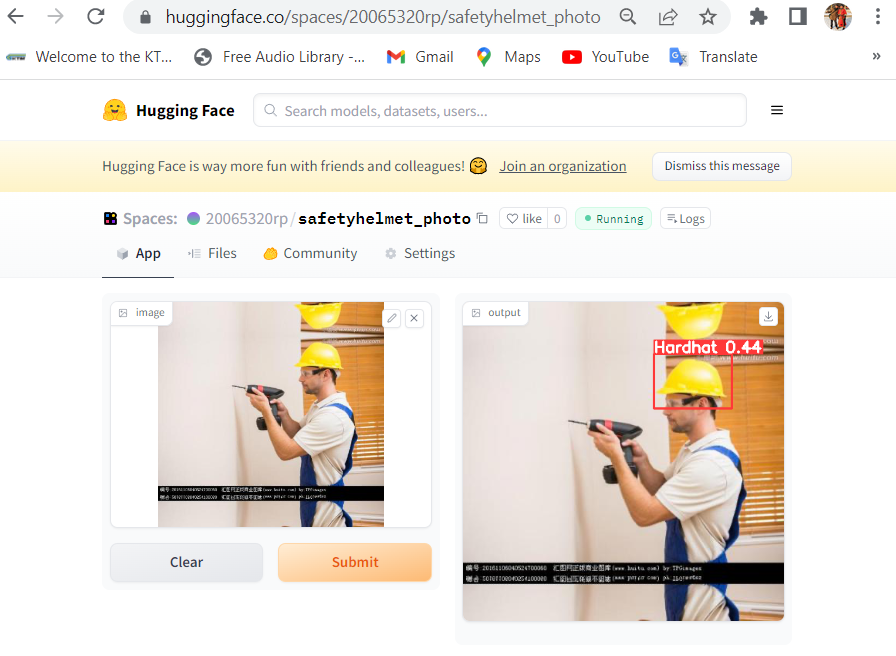 huggingface.co/spaces/20065320rp/safetyhelmet_photo
Welcome to the KT...
Free Audio Library -...
Gmail
Maps
YouTube
Translate
»
Hugging Face
Search models, datasets, users...
Hugging Face is way more fun with friends and colleagues! 🤗 Join an organization
Dismiss this message
Spaces:
20065320rp/safetyhelmet_photo
like 0
Running
Logs
App
Files
Community
Settings
image
Clear
Submit
output
Hardhat 0.44